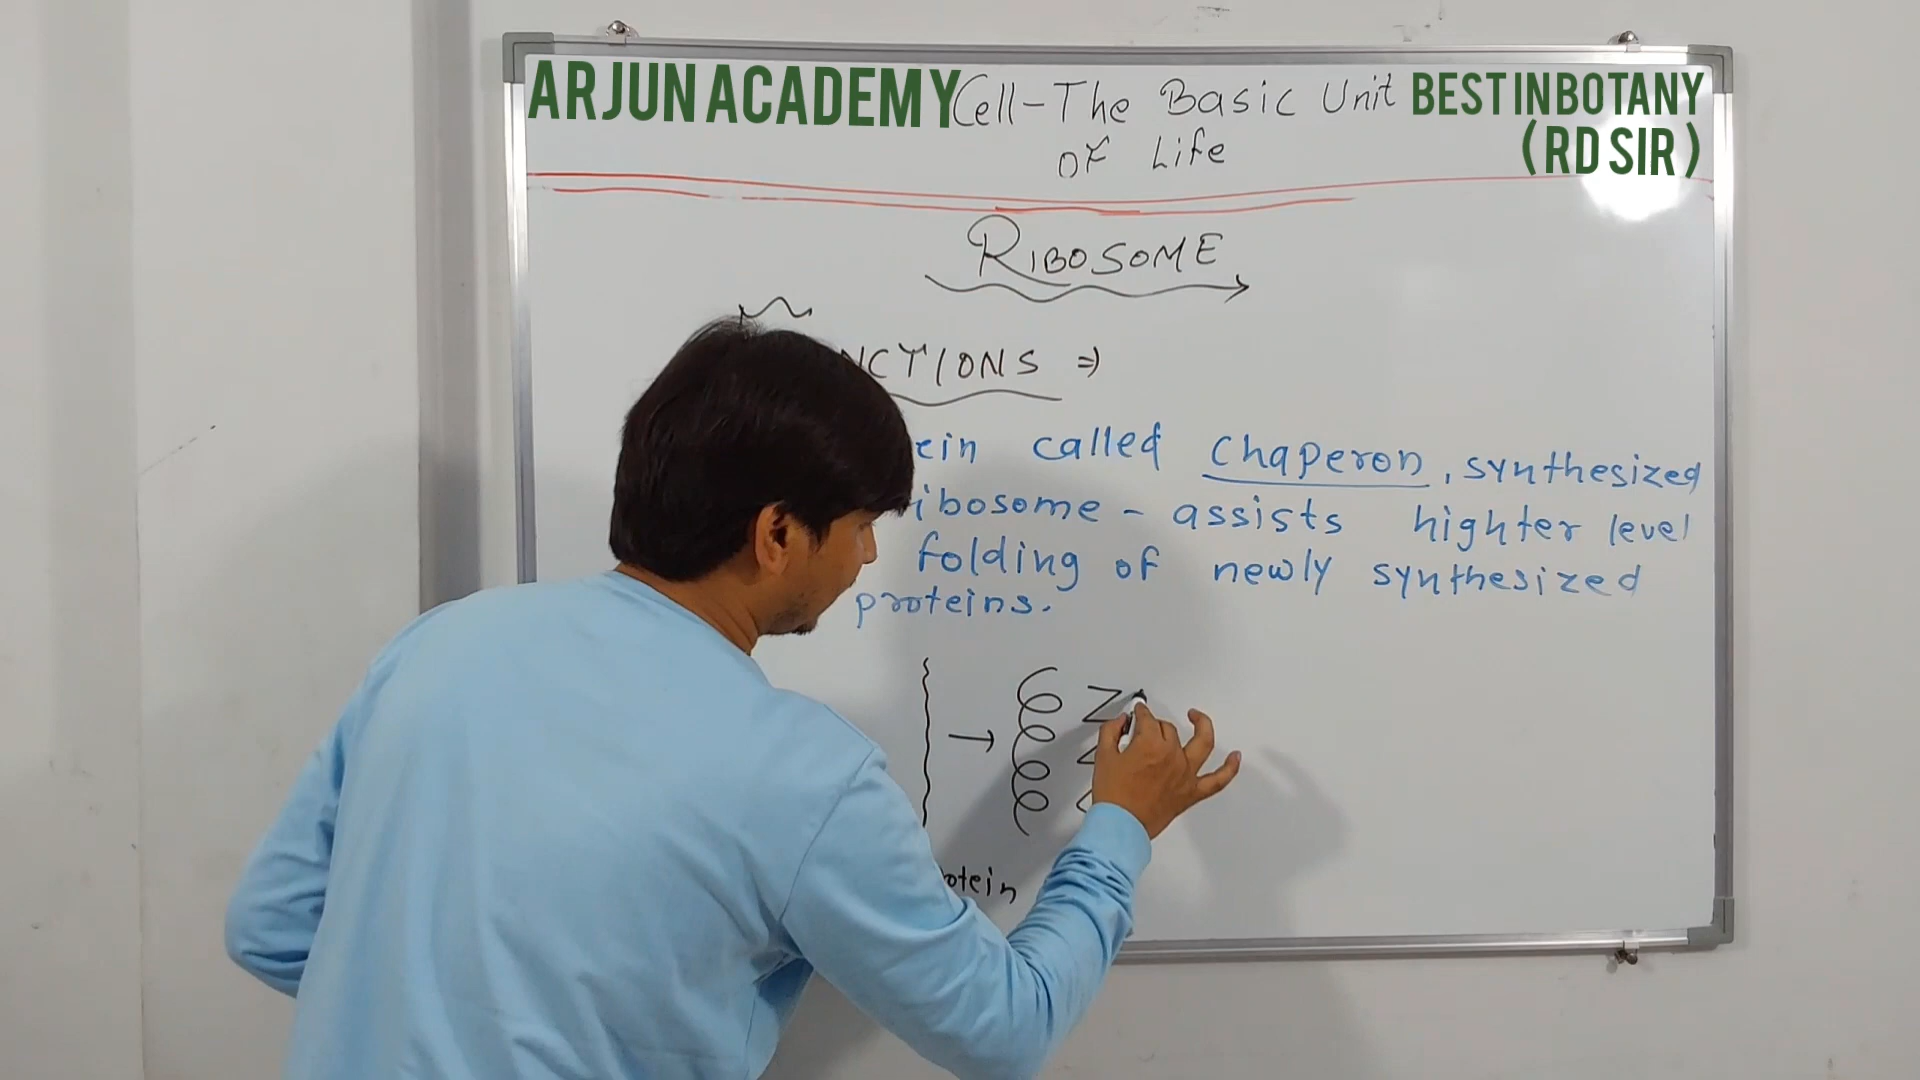 ARJUN ACADEMY
Cell-The Basic Unit
of Life
BEST IN BOTANY
(RD SIR)
RIBOSOME
NCTIONS ⇒
ein called chaperon, synthesized
ibosome - assists highter level
folding of newly synthesized
proteins.
otein